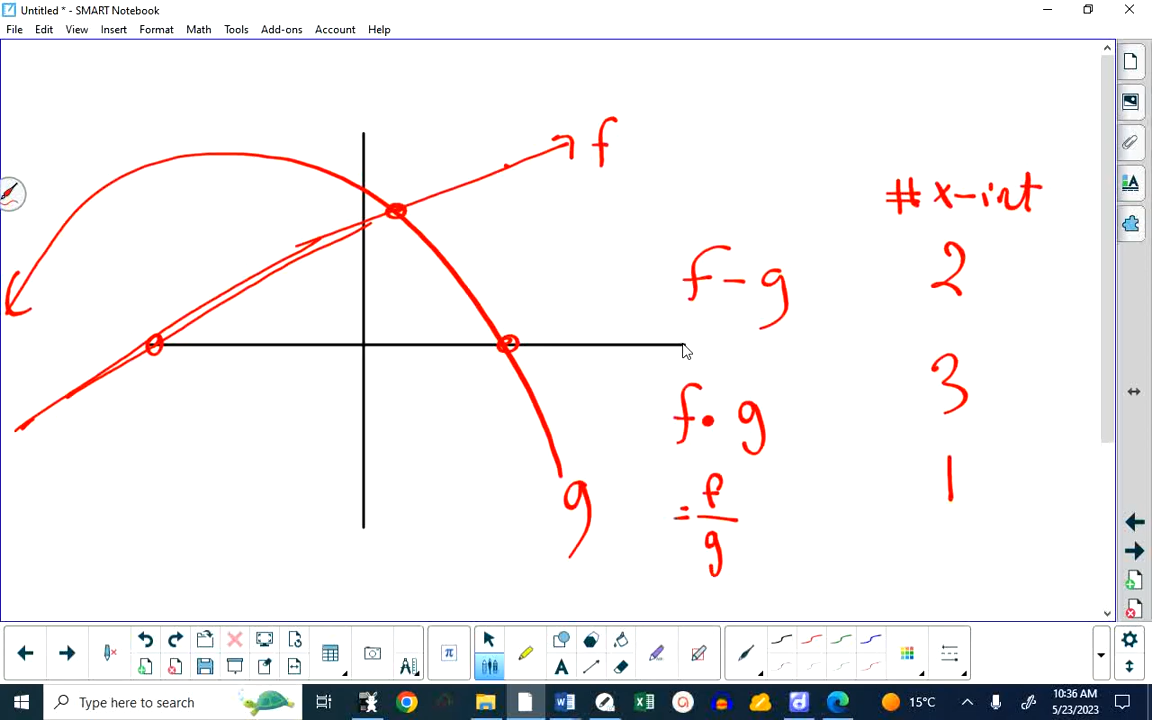 Untitled * - SMART Notebook
File Edit View Insert Format Math Tools Add-ons Account Help
f
# x-int
f - g 2
f • g 3
g
= f/g 1
π
A
Type here to search
15°C
10:36 AM
5/23/2023